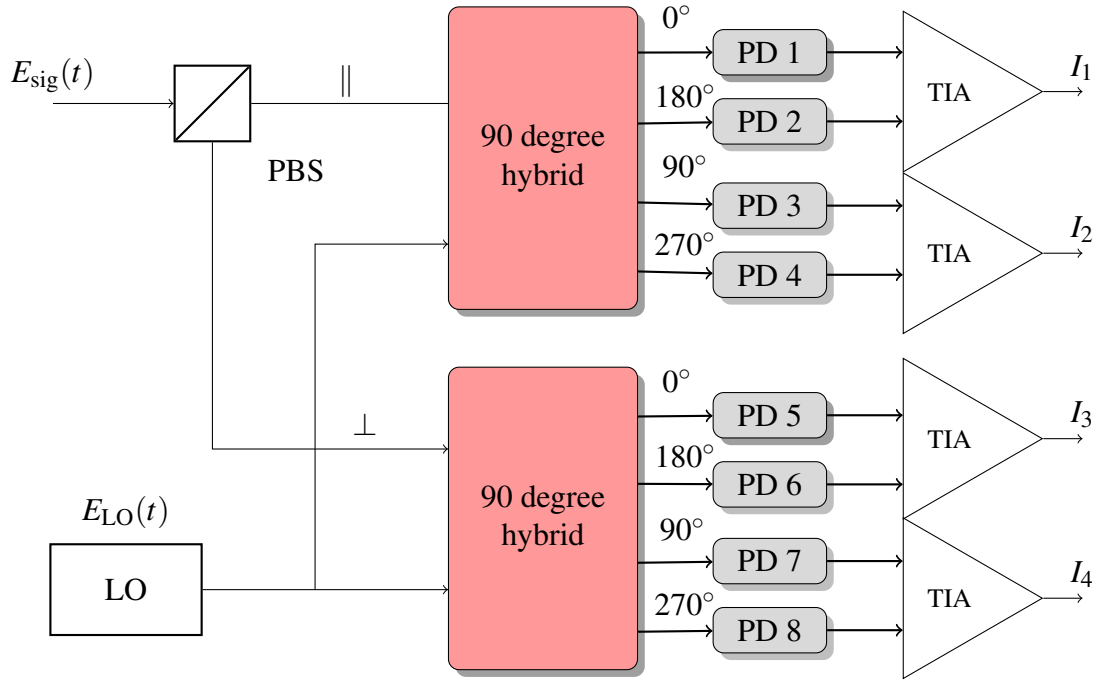 E_sig(t)
PBS
∥
⊥
E_LO(t)
LO
90 degree
hybrid
0°
180°
90°
270°
PD 1
PD 2
PD 3
PD 4
TIA
TIA
I_1
I_2
90 degree
hybrid
0°
180°
90°
270°
PD 5
PD 6
PD 7
PD 8
TIA
TIA
I_3
I_4